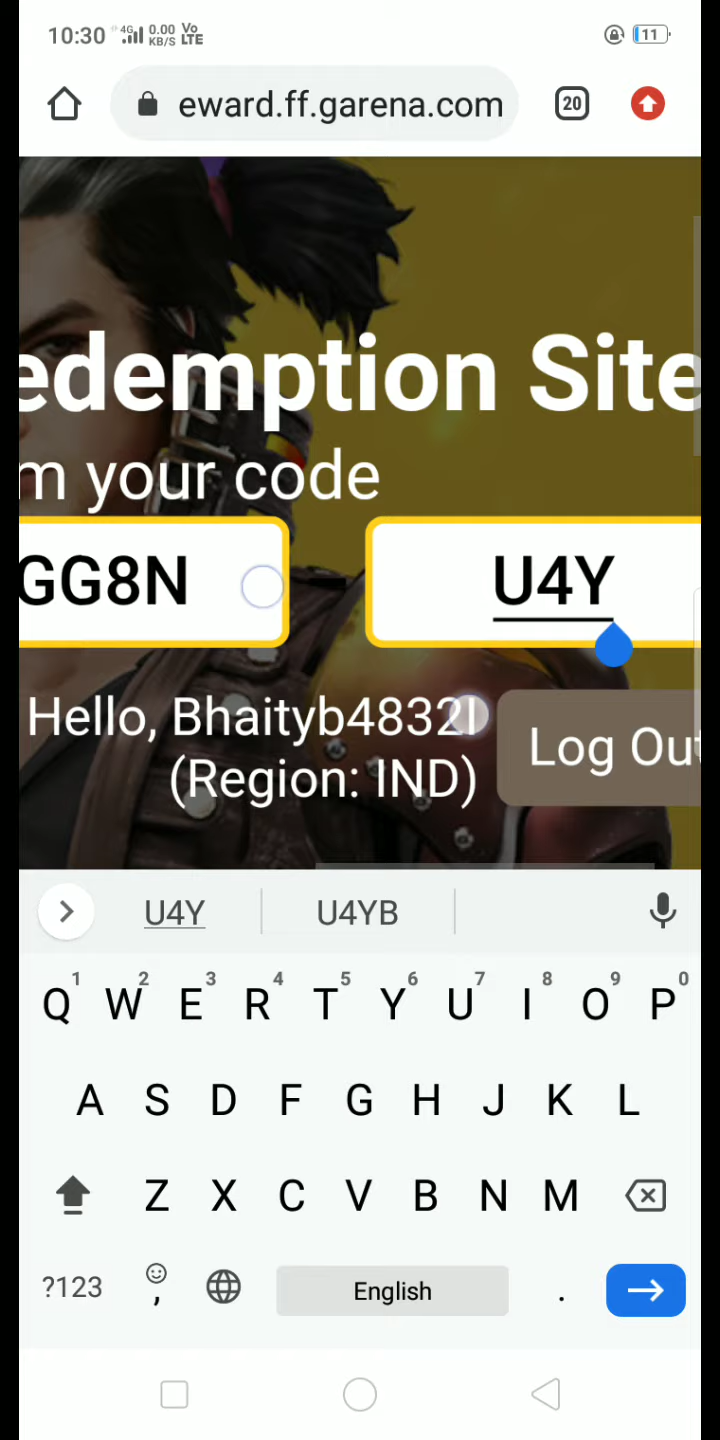 10:30 4G 0.00 KB/S Vo LTE 11
eward.ff.garena.com 20
edemption Site
m your code
GG8N U4Y
Hello, Bhaityb4832l
(Region: IND)
Log Ou
U4Y U4YB
1 2 3 4 5 6 7 8 9 0
Q W E R T Y U I O P
A S D F G H J K L
Z X C V B N M
?123 , English .